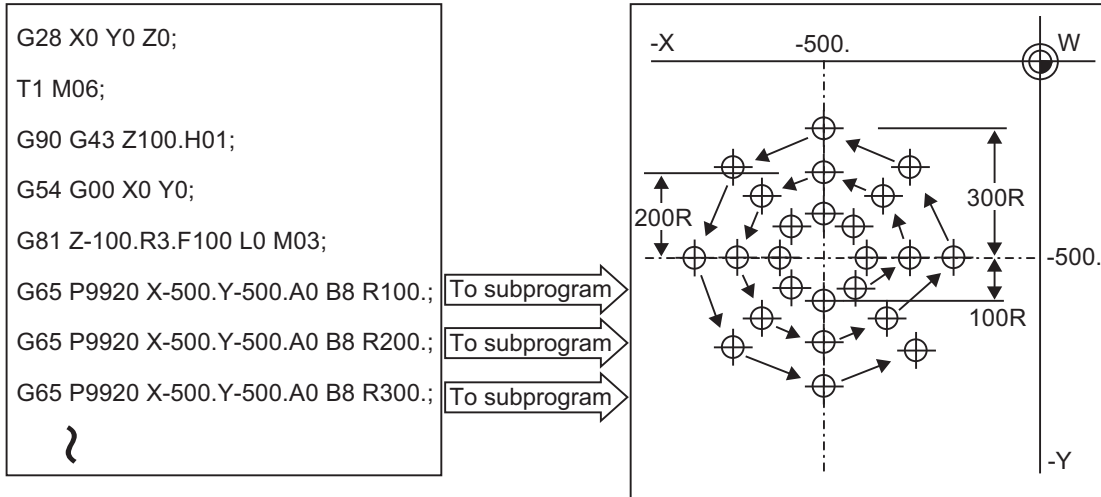 G28 X0 Y0 Z0;
T1 M06;
G90 G43 Z100.H01;
G54 G00 X0 Y0;
G81 Z-100.R3.F100 L0 M03;
G65 P9920 X-500.Y-500.A0 B8 R100.;
To subprogram
G65 P9920 X-500.Y-500.A0 B8 R200.;
To subprogram
G65 P9920 X-500.Y-500.A0 B8 R300.;
To subprogram
-X
-500.
W
200R
300R
-500.
100R
-Y